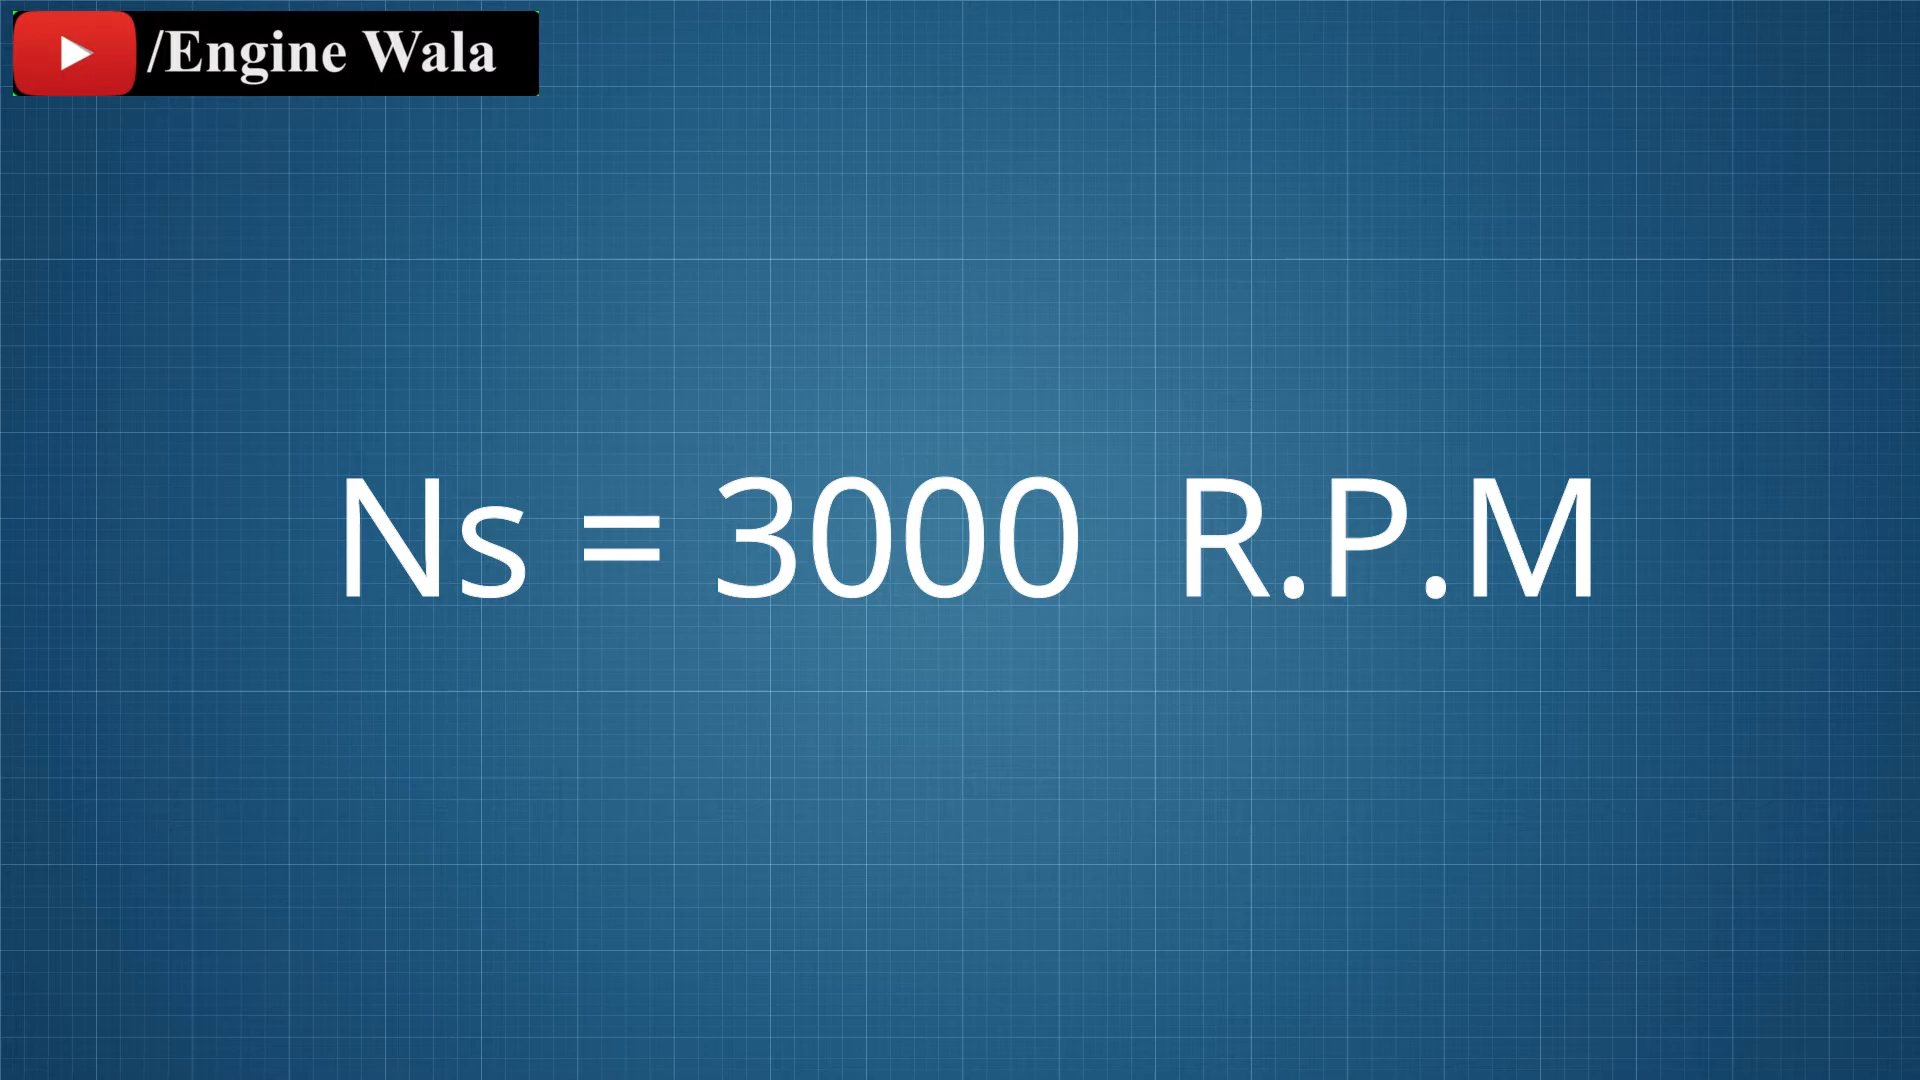 /Engine Wala
Ns = 3000 R.P.M